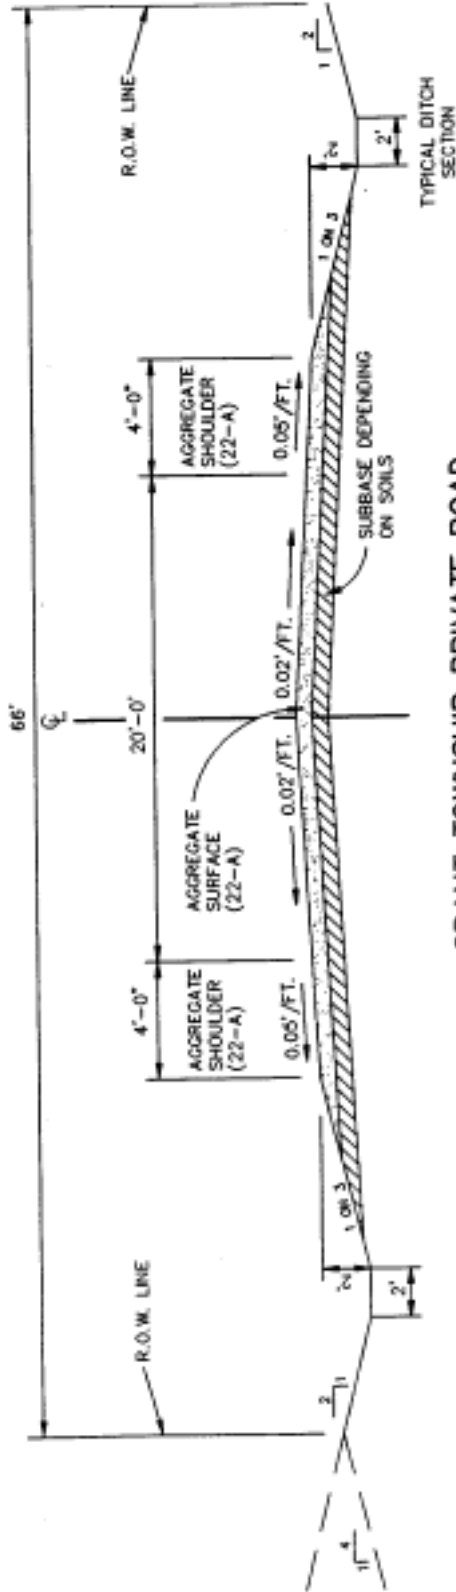 66'
R.O.W. LINE
R.O.W. LINE
℄
4'-0"
20'-0'
4'-0"
AGGREGATE
SHOULDER
(22-A)
AGGREGATE
SURFACE
(22-A)
AGGREGATE
SHOULDER
(22-A)
0.05'/FT.
0.02'/FT.
0.02'/FT.
0.05'/FT.
4
1
2
1
2'
2'
1 ON 3
1 ON 3
2'
2'
2
1
SUBBASE DEPENDING
ON SOILS
TYPICAL DITCH
SECTION